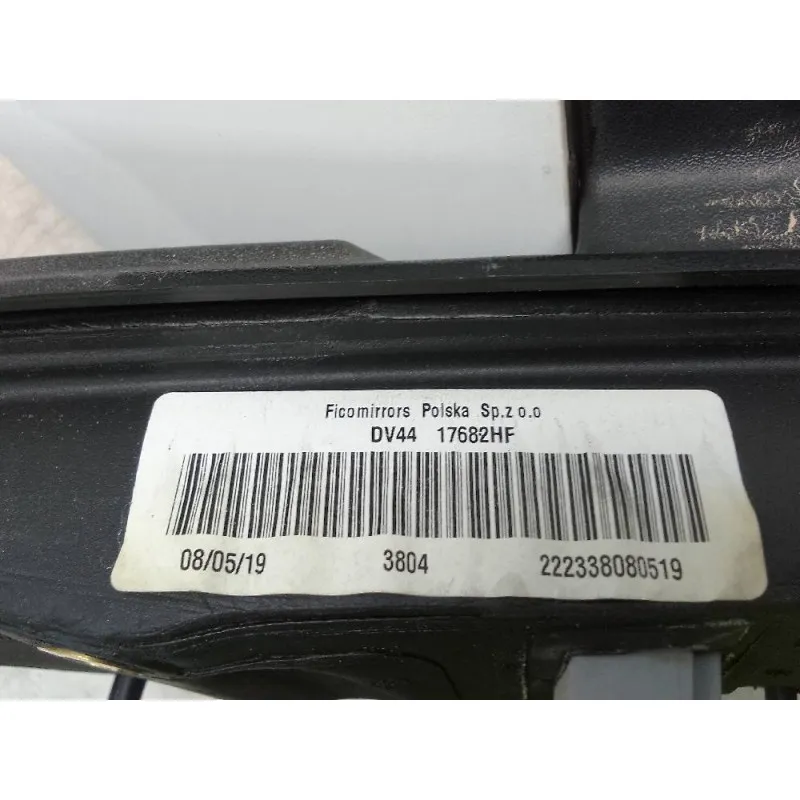 Ficomirrors Polska Sp.z o.o
DV44 17682HF
08/05/19 3804 222338080519